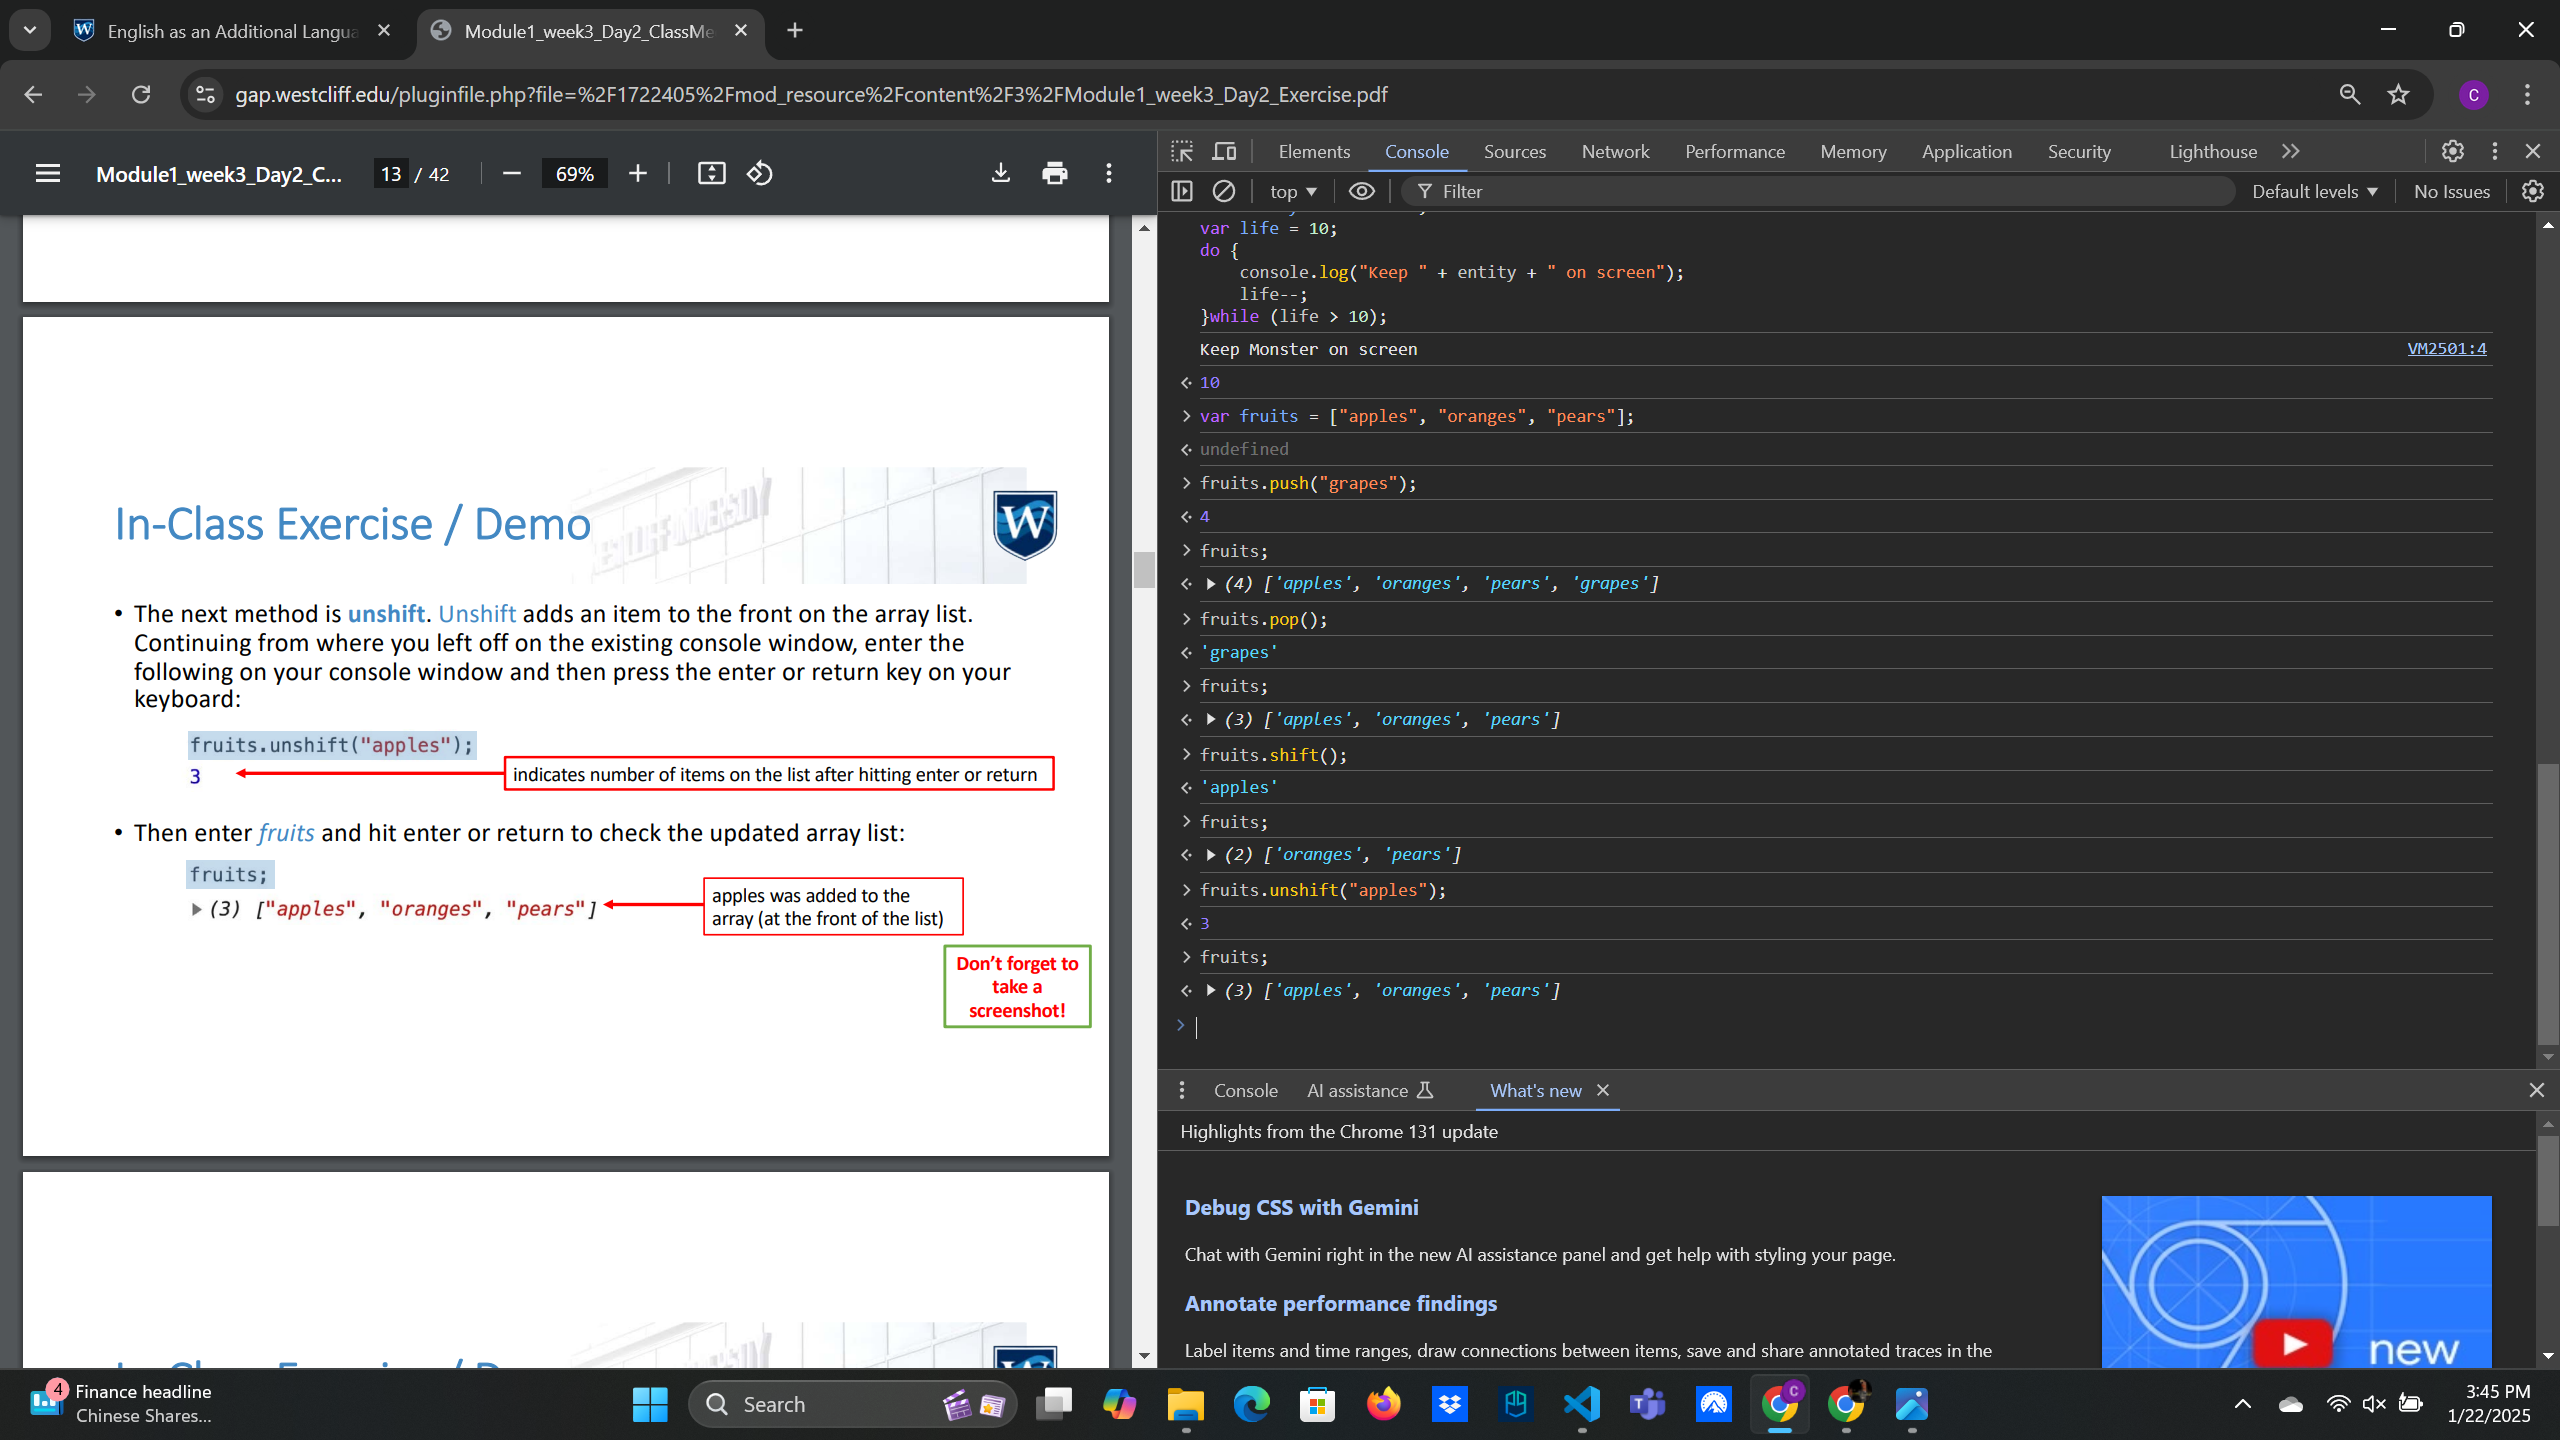 English as an Additional Langua
Module1_week3_Day2_ClassMe
gap.westcliff.edu/pluginfile.php?file=%2F1722405%2Fmod_resource%2Fcontent%2F3%2FModule1_week3_Day2_Exercise.pdf
C
Module1_week3_Day2_C...
13 / 42
69%
In-Class Exercise / Demo
W
• The next method is unshift. Unshift adds an item to the front on the array list.
Continuing from where you left off on the existing console window, enter the
following on your console window and then press the enter or return key on your
keyboard:
fruits.unshift("apples");
3
indicates number of items on the list after hitting enter or return
• Then enter fruits and hit enter or return to check the updated array list:
fruits;
(3) ["apples", "oranges", "pears"]
apples was added to the
array (at the front of the list)
Don't forget to
take a
screenshot!
Elements
Console
Sources
Network
Performance
Memory
Application
Security
Lighthouse
top
Filter
Default levels
No Issues
var life = 10;
do {
console.log("Keep " + entity + " on screen");
life--;
}while (life > 10);
Keep Monster on screen
VM2501:4
10
var fruits = ["apples", "oranges", "pears"];
undefined
fruits.push("grapes");
4
fruits;
(4) ['apples', 'oranges', 'pears', 'grapes']
fruits.pop();
'grapes'
fruits;
(3) ['apples', 'oranges', 'pears']
fruits.shift();
'apples'
fruits;
(2) ['oranges', 'pears']
fruits.unshift("apples");
3
fruits;
(3) ['apples', 'oranges', 'pears']
Console
AI assistance
What's new
Highlights from the Chrome 131 update
Debug CSS with Gemini
Chat with Gemini right in the new AI assistance panel and get help with styling your page.
Annotate performance findings
Label items and time ranges, draw connections between items, save and share annotated traces in the
new
4
Finance headline
Chinese Shares...
Search
3:45 PM
1/22/2025